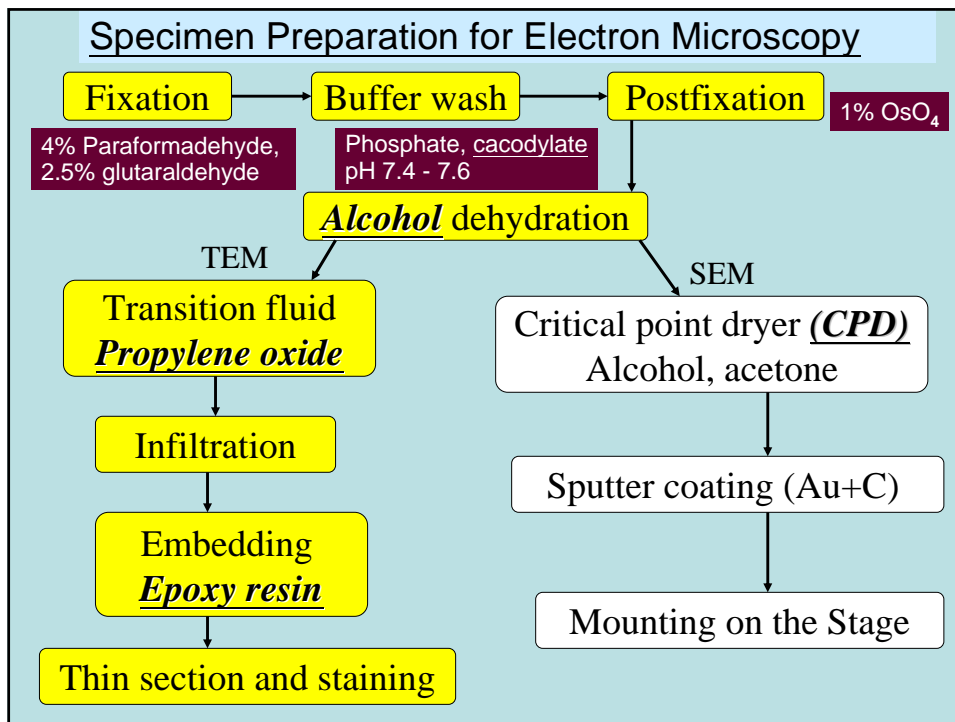 Specimen Preparation for Electron Microscopy
Fixation
Buffer wash
Postfixation
1% OsO₄
4% Paraformadehyde,
2.5% glutaraldehyde
Phosphate, cacodylate
pH 7.4 - 7.6
Alcohol dehydration
TEM
SEM
Transition fluid
Propylene oxide
Infiltration
Embedding
Epoxy resin
Thin section and staining
Critical point dryer (CPD)
Alcohol, acetone
Sputter coating (Au+C)
Mounting on the Stage